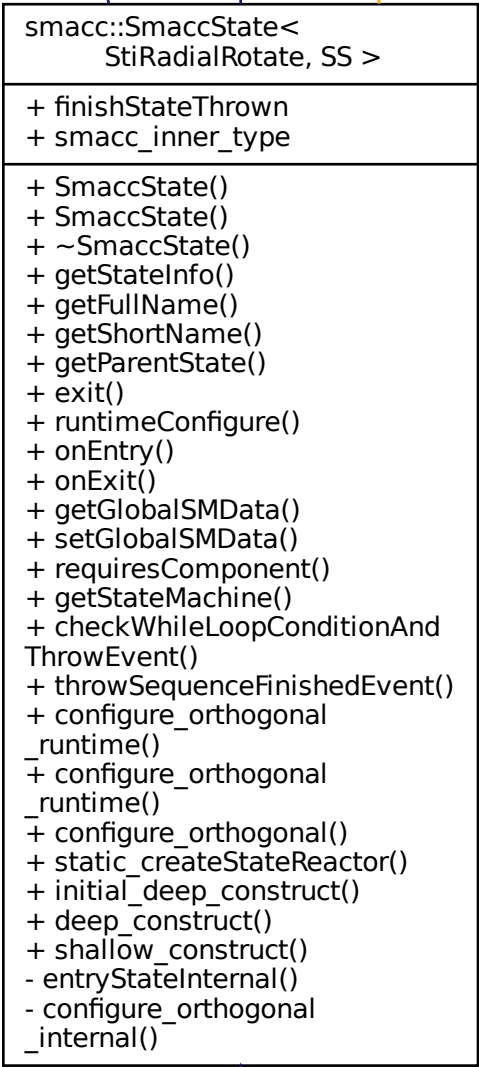 smacc::SmaccState<
StiRadialRotate, SS >
+ finishStateThrown
+ smacc_inner_type
+ SmaccState()
+ SmaccState()
+ ~SmaccState()
+ getStateInfo()
+ getFullName()
+ getShortName()
+ getParentState()
+ exit()
+ runtimeConfigure()
+ onEntry()
+ onExit()
+ getGlobalSMData()
+ setGlobalSMData()
+ requiresComponent()
+ getStateMachine()
+ checkWhileLoopConditionAnd
ThrowEvent()
+ throwSequenceFinishedEvent()
+ configure_orthogonal
_runtime()
+ configure_orthogonal
_runtime()
+ configure_orthogonal()
+ static_createStateReactor()
+ initial_deep_construct()
+ deep_construct()
+ shallow_construct()
- entryStateInternal()
- configure_orthogonal
_internal()